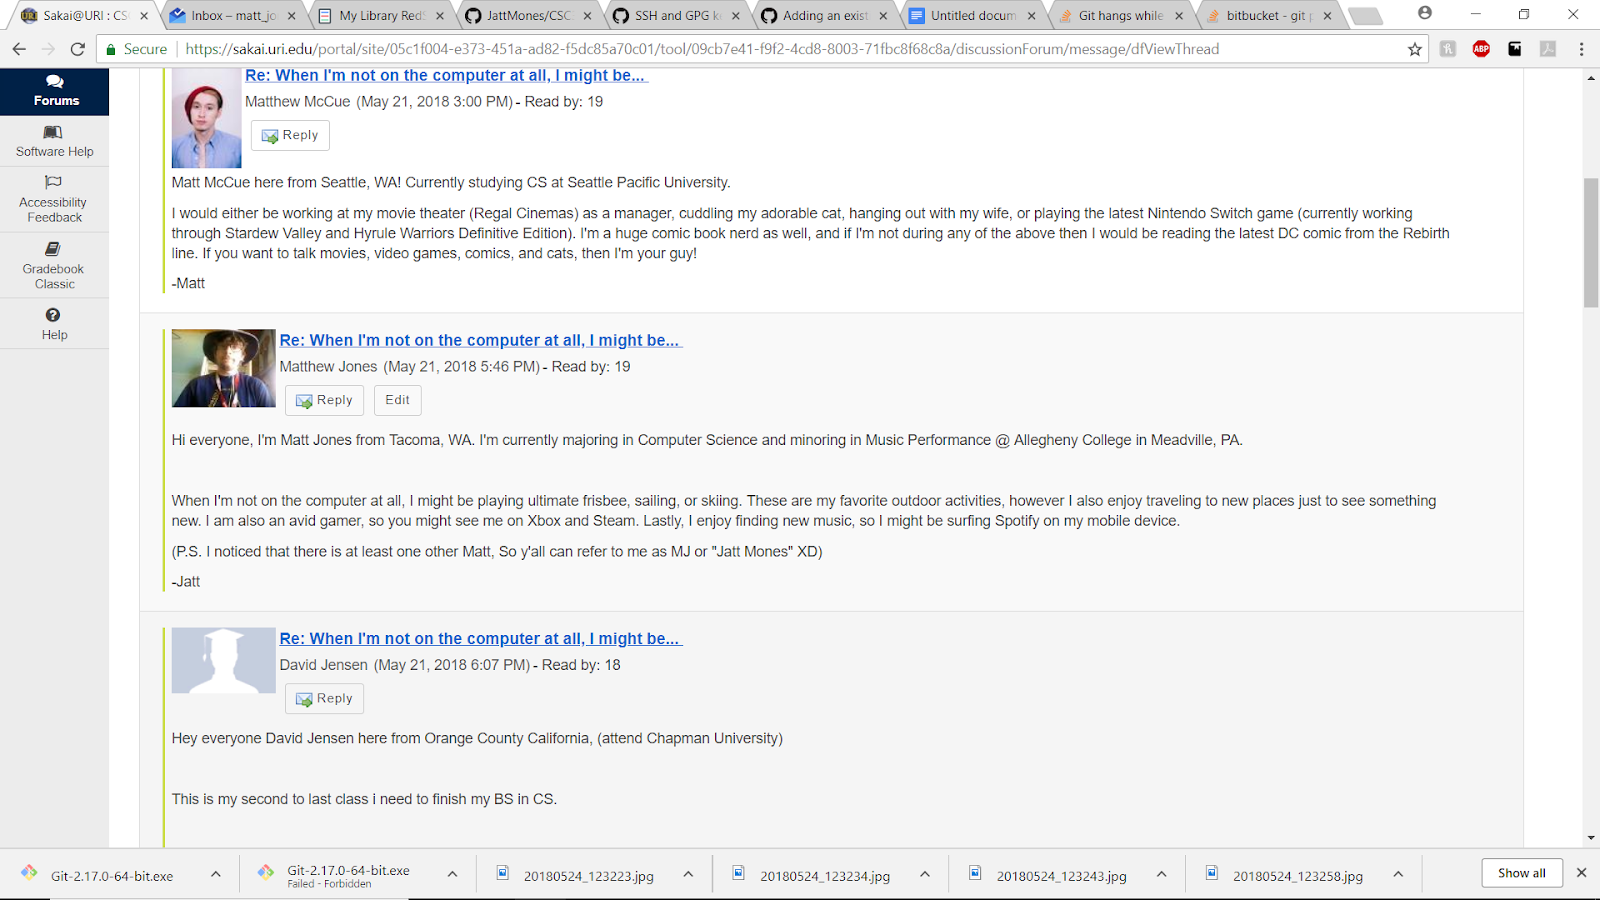 Sakai@URI : CS
Inbox – matt_jo
My Library Red
JattMones/CSC
SSH and GPG k
Adding an exist
Untitled docum
Git hangs while
bitbucket - git p
Secure
https://sakai.uri.edu/portal/site/05c1f004-e373-451a-ad82-f5dc85a70c01/tool/09cb7e41-f9f2-4cd8-8003-71fbc8f68c8a/discussionForum/message/dfViewThread
ABP
Forums
Software Help
Accessibility
Feedback
Gradebook
Classic
Help
Re: When I'm not on the computer at all, I might be...
Matthew McCue (May 21, 2018 3:00 PM) - Read by: 19
Reply
Matt McCue here from Seattle, WA! Currently studying CS at Seattle Pacific University.
I would either be working at my movie theater (Regal Cinemas) as a manager, cuddling my adorable cat, hanging out with my wife, or playing the latest Nintendo Switch game (currently working
through Stardew Valley and Hyrule Warriors Definitive Edition). I'm a huge comic book nerd as well, and if I'm not during any of the above then I would be reading the latest DC comic from the Rebirth
line. If you want to talk movies, video games, comics, and cats, then I'm your guy!
-Matt
Re: When I'm not on the computer at all, I might be...
Matthew Jones (May 21, 2018 5:46 PM) - Read by: 19
Reply Edit
Hi everyone, I'm Matt Jones from Tacoma, WA. I'm currently majoring in Computer Science and minoring in Music Performance @ Allegheny College in Meadville, PA.
When I'm not on the computer at all, I might be playing ultimate frisbee, sailing, or skiing. These are my favorite outdoor activities, however I also enjoy traveling to new places just to see something
new. I am also an avid gamer, so you might see me on Xbox and Steam. Lastly, I enjoy finding new music, so I might be surfing Spotify on my mobile device.
(P.S. I noticed that there is at least one other Matt, So y'all can refer to me as MJ or "Jatt Mones" XD)
-Jatt
Re: When I'm not on the computer at all, I might be...
David Jensen (May 21, 2018 6:07 PM) - Read by: 18
Reply
Hey everyone David Jensen here from Orange County California, (attend Chapman University)
This is my second to last class i need to finish my BS in CS.
Git-2.17.0-64-bit.exe
Git-2.17.0-64-bit.exe
Failed - Forbidden
20180524_123223.jpg
20180524_123234.jpg
20180524_123243.jpg
20180524_123258.jpg
Show all